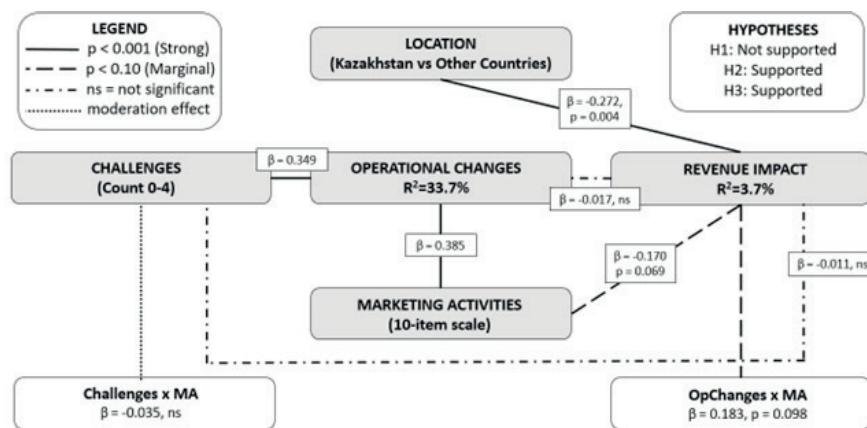 LEGEND
p < 0.001 (Strong)
p < 0.10 (Marginal)
ns = not significant
moderation effect
LOCATION
(Kazakhstan vs Other Countries)
HYPOTHESES
H1: Not supported
H2: Supported
H3: Supported
β = -0.272,
p = 0.004
CHALLENGES
(Count 0-4)
β = 0.349
OPERATIONAL CHANGES
R²=33.7%
β = -0.017, ns
REVENUE IMPACT
R²=3.7%
β = 0.385
β = -0.170
p = 0.069
β = -0.011, ns
MARKETING ACTIVITIES
(10-item scale)
Challenges x MA
β = -0.035, ns
OpChanges x MA
β = 0.183, p = 0.098